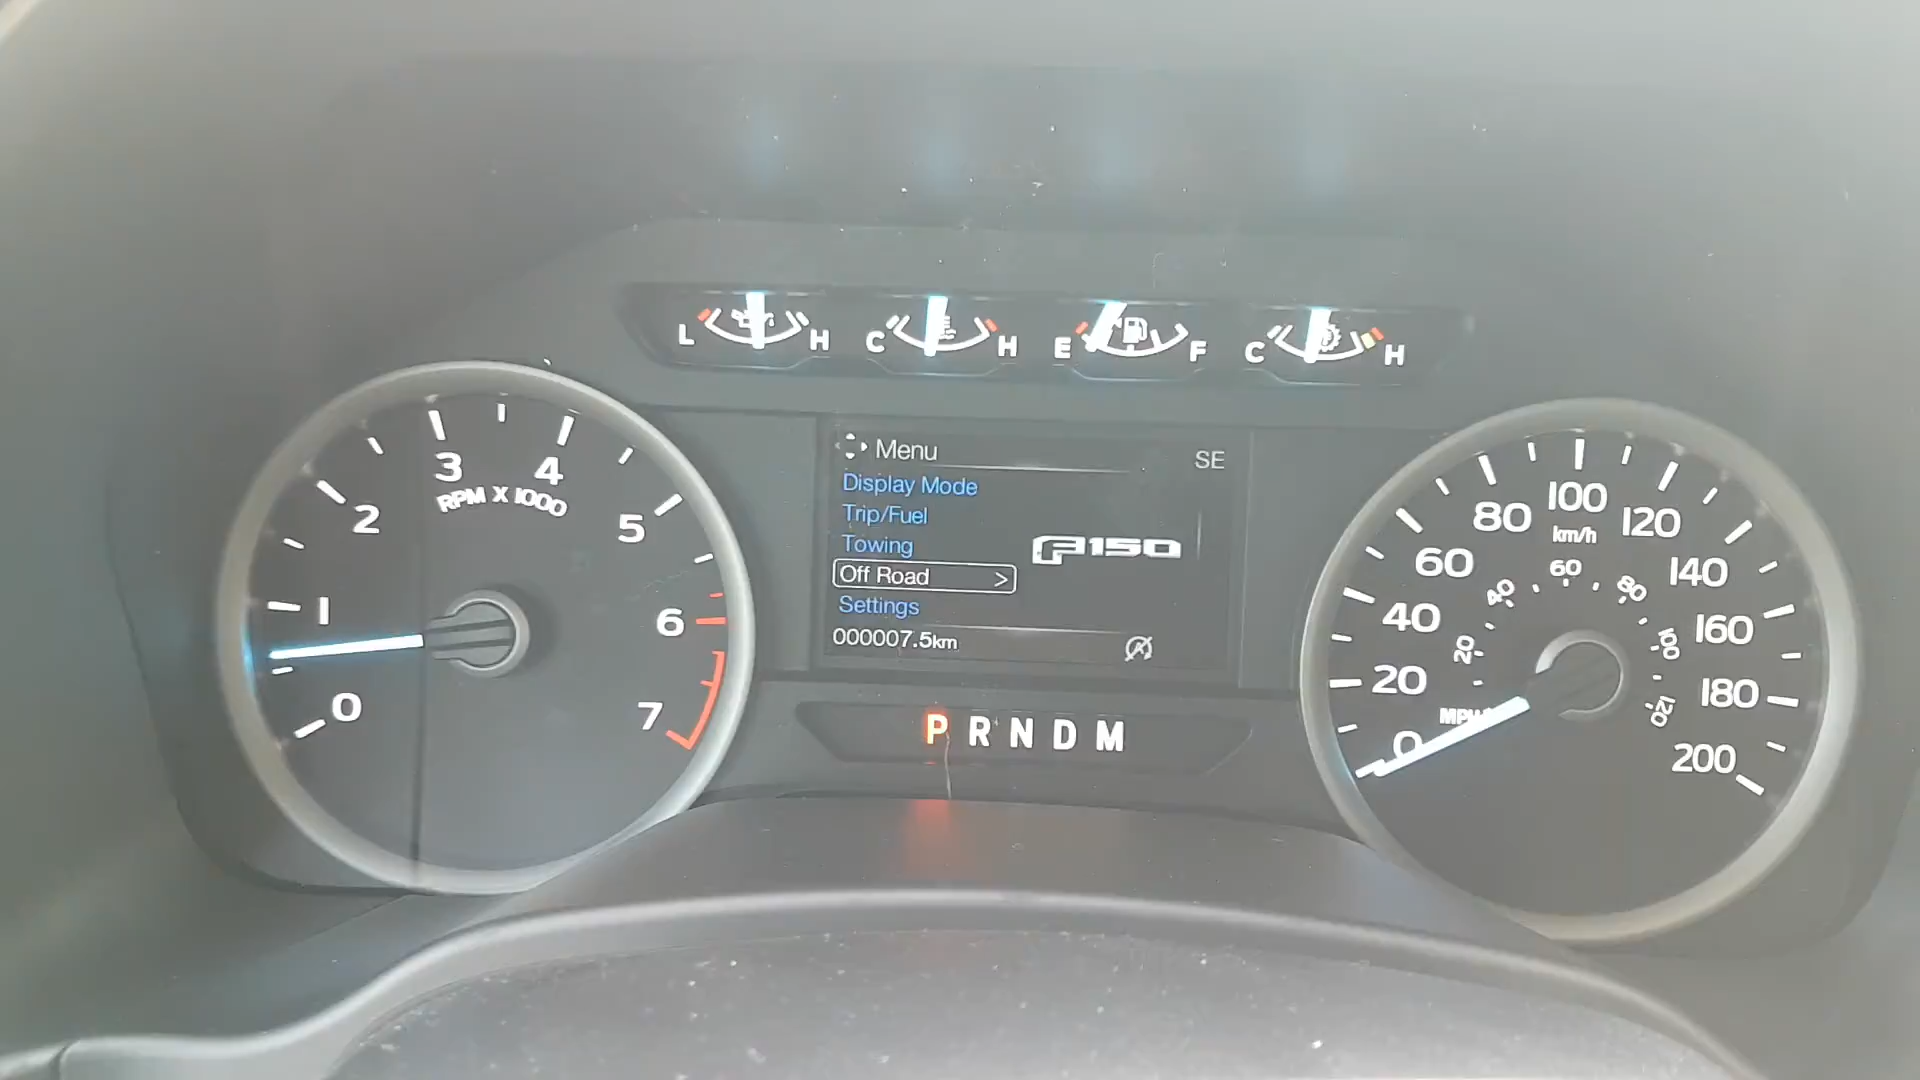 L H C H E F C H
0 1 2 3 4 5 6 7
RPM X 1000
Menu SE
Display Mode
Trip/Fuel
Towing
F150
Off Road >
Settings
000007.5km
P R N D M
0 20 40 60 80 100 120 140 160 180 200
km/h
20 40 60 80 100 120
MPH